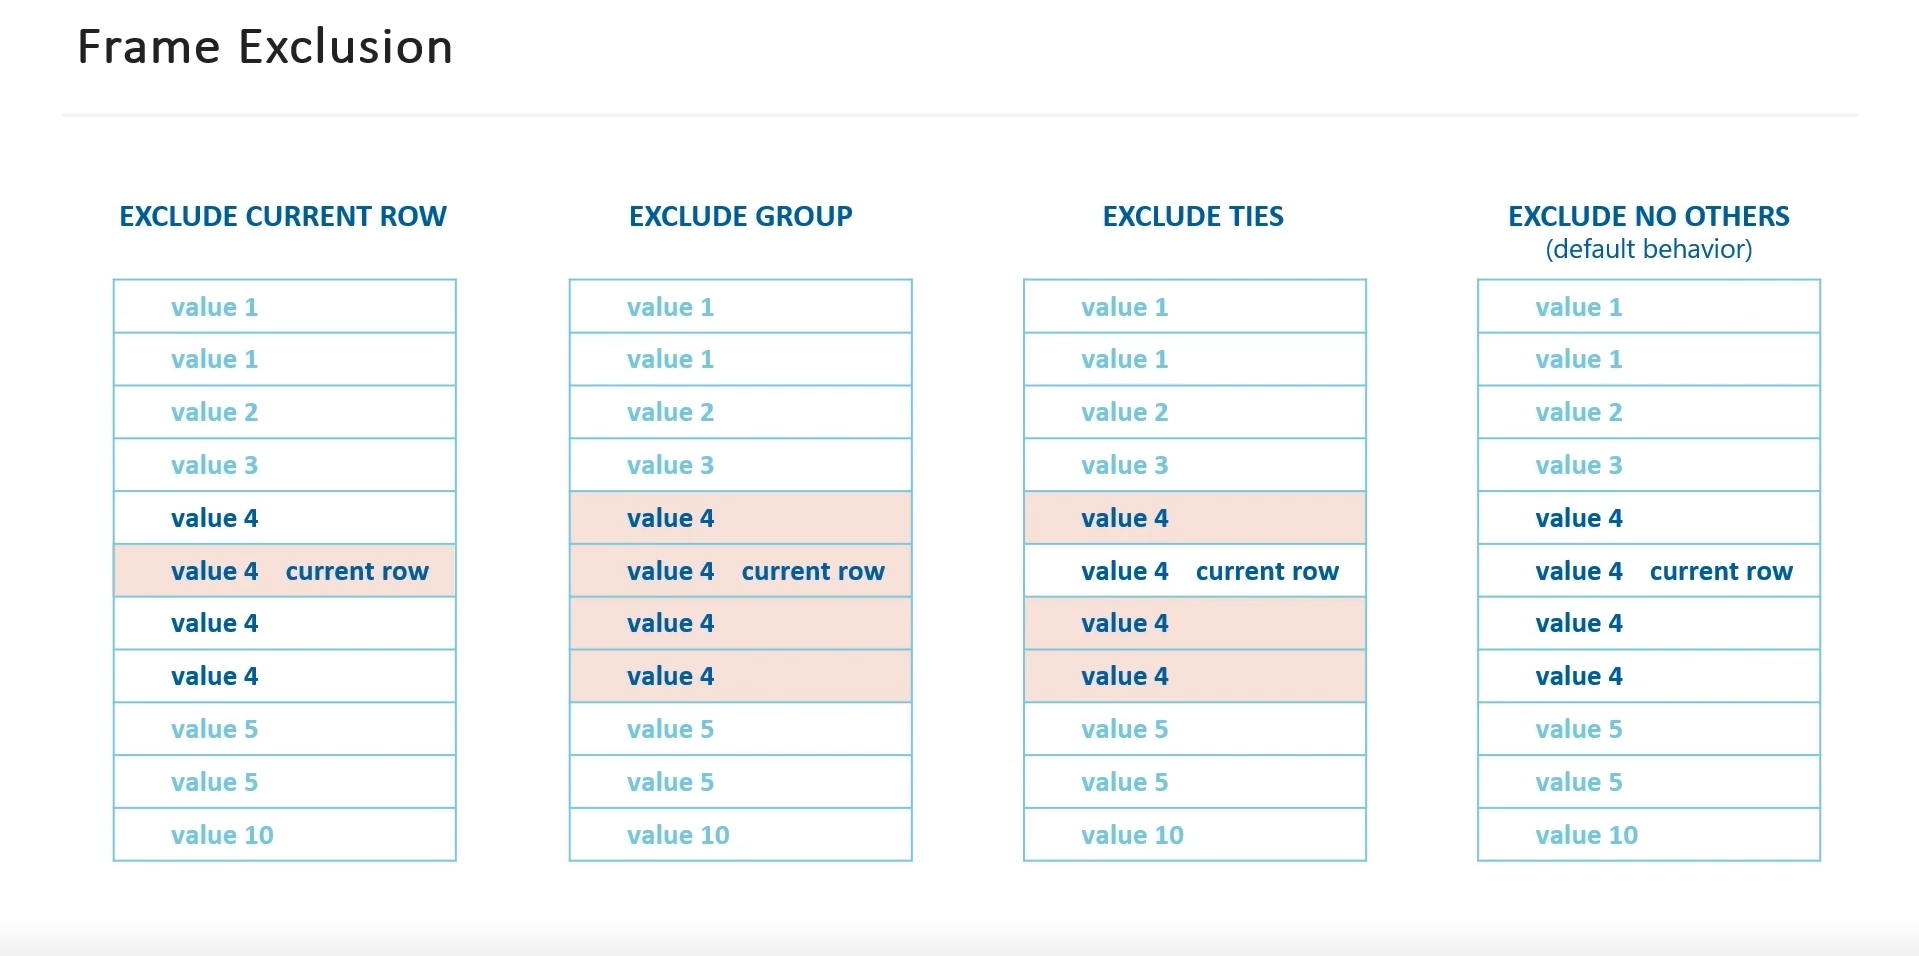 Frame Exclusion
EXCLUDE CURRENT ROW
value 1
value 1
value 2
value 3
value 4
value 4 current row
value 4
value 4
value 5
value 5
value 10
EXCLUDE GROUP
value 1
value 1
value 2
value 3
value 4
value 4 current row
value 4
value 4
value 5
value 5
value 10
EXCLUDE TIES
value 1
value 1
value 2
value 3
value 4
value 4 current row
value 4
value 4
value 5
value 5
value 10
EXCLUDE NO OTHERS
(default behavior)
value 1
value 1
value 2
value 3
value 4
value 4 current row
value 4
value 4
value 5
value 5
value 10